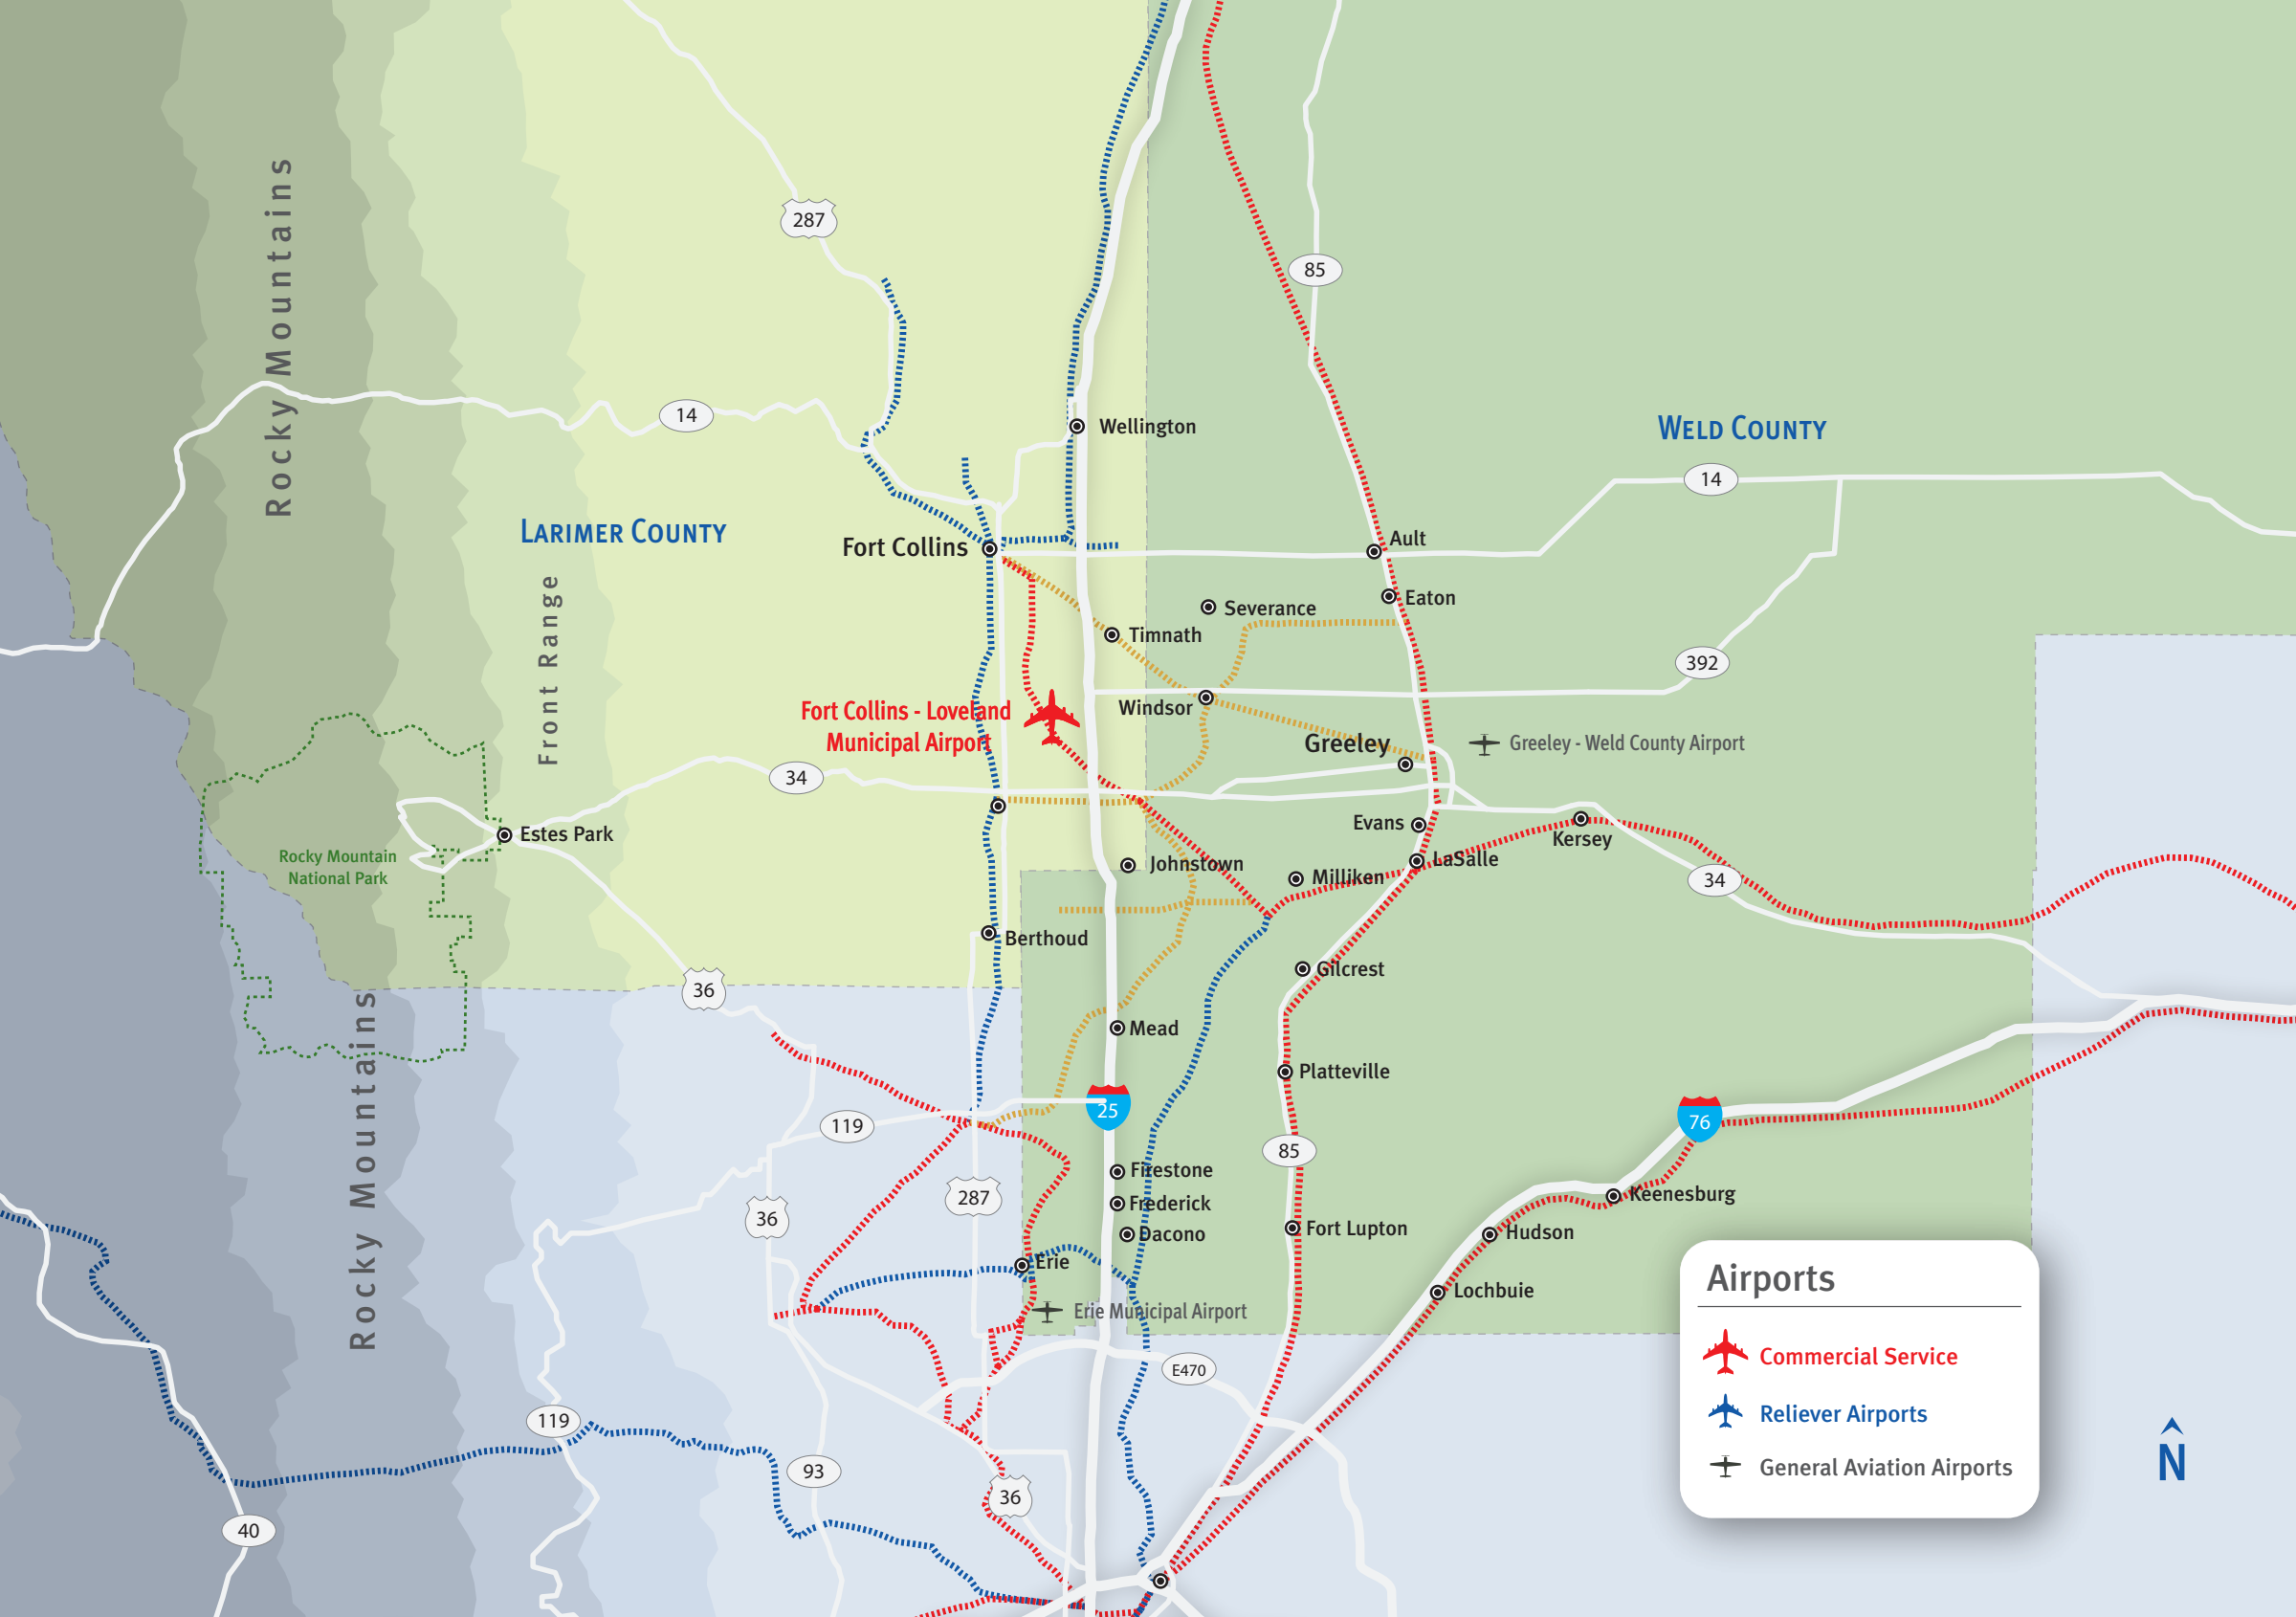 287
85
Rocky Mountains
14
Wellington
WELD COUNTY
14
LARIMER COUNTY
Fort Collins
Ault
Front Range
Eaton
Severance
Timnath
392
Fort Collins - Loveland
Municipal Airport
Windsor
Greeley
Greeley - Weld County Airport
34
Evans
Estes Park
Kersey
Rocky Mountain
National Park
Johnstown
LaSalle
Milliken
34
Berthoud
Gilcrest
36
Rocky Mountains
Mead
Platteville
25
76
119
85
Firestone
287
Keenesburg
Frederick
36
Fort Lupton
Dacono
Hudson
Erie
Airports
Lochbuie
Erie Municipal Airport
Commercial Service
E470
Reliever Airports
119
General Aviation Airports
N
93
36
40